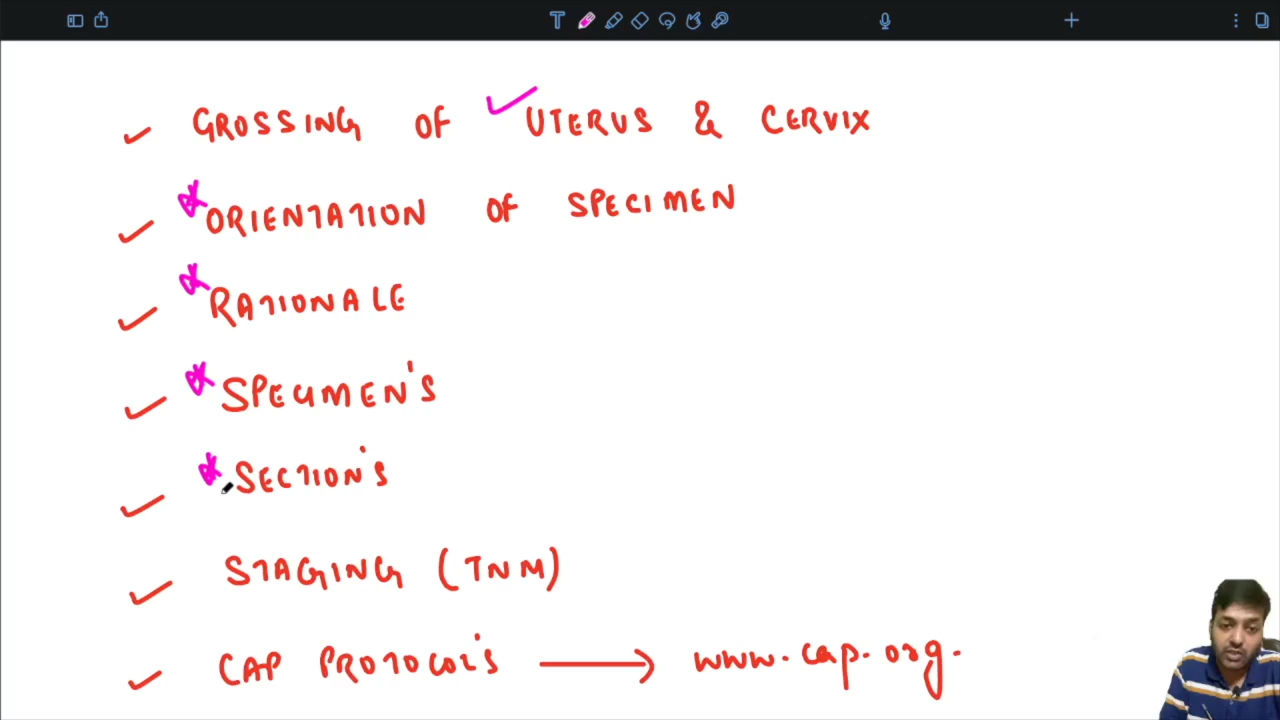 GROSSING OF UTERUS & CERVIX
ORIENTATION OF SPECIMEN
RATIONALE
SPECIMEN'S
SECTION'S
STAGING (TNM)
CAP PROTOCOL'S → www.cap.org.